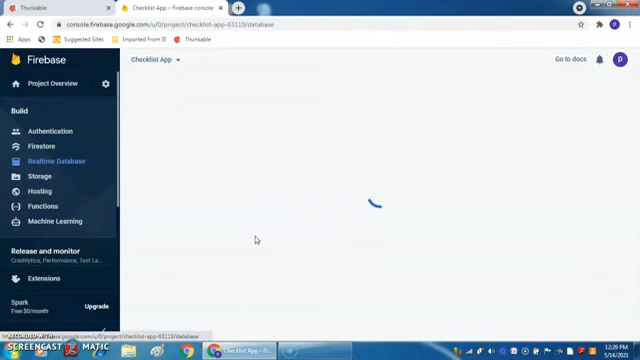 Thunkable
Checklist App – Firebase console
console.firebase.google.com/u/0/project/checklist-app-63119/database
Apps
Suggested Sites
Imported From IE
Thunkable
Firebase
Checklist App
Go to docs
p
Project Overview
Build
Authentication
Firestore
Realtime Database
Storage
Hosting
Functions
Machine Learning
Release and monitor
Crashlytics, Performance, Test La...
Extensions
Spark
Free $0/month
Upgrade
RECORDED WITH
SCREENCAST MATIC
Checklist App – Fi...
12:29 PM
5/14/2021